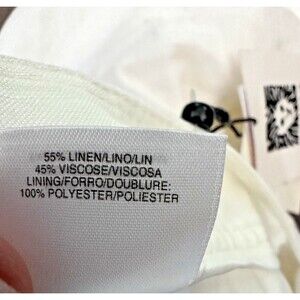 55% LINEN/LINO/LIN
45% VISCOSE/VISCOSA
LINING/FORRO/DOUBLURE:
100% POLYESTER/POLIESTER